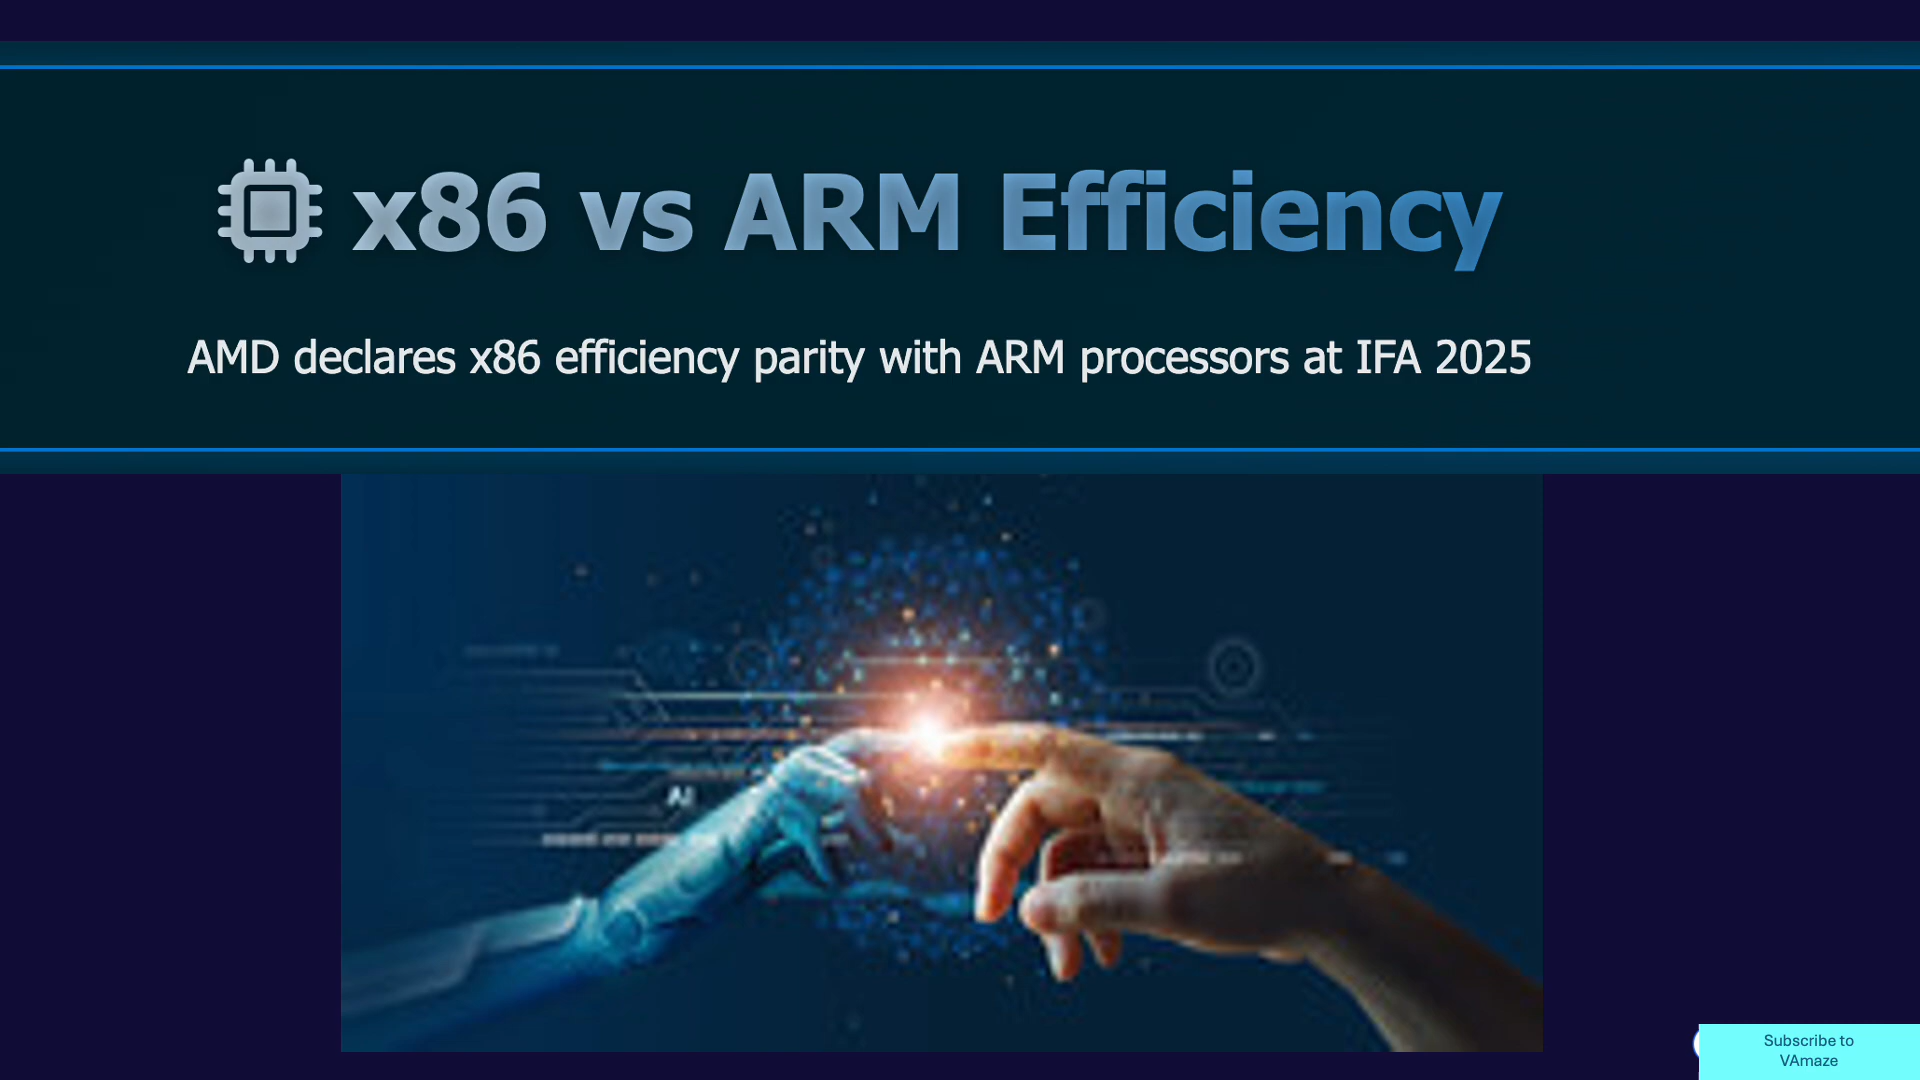 x86 vs ARM Efficiency
AMD declares x86 efficiency parity with ARM processors at IFA 2025
AI
Subscribe to
VAmaze